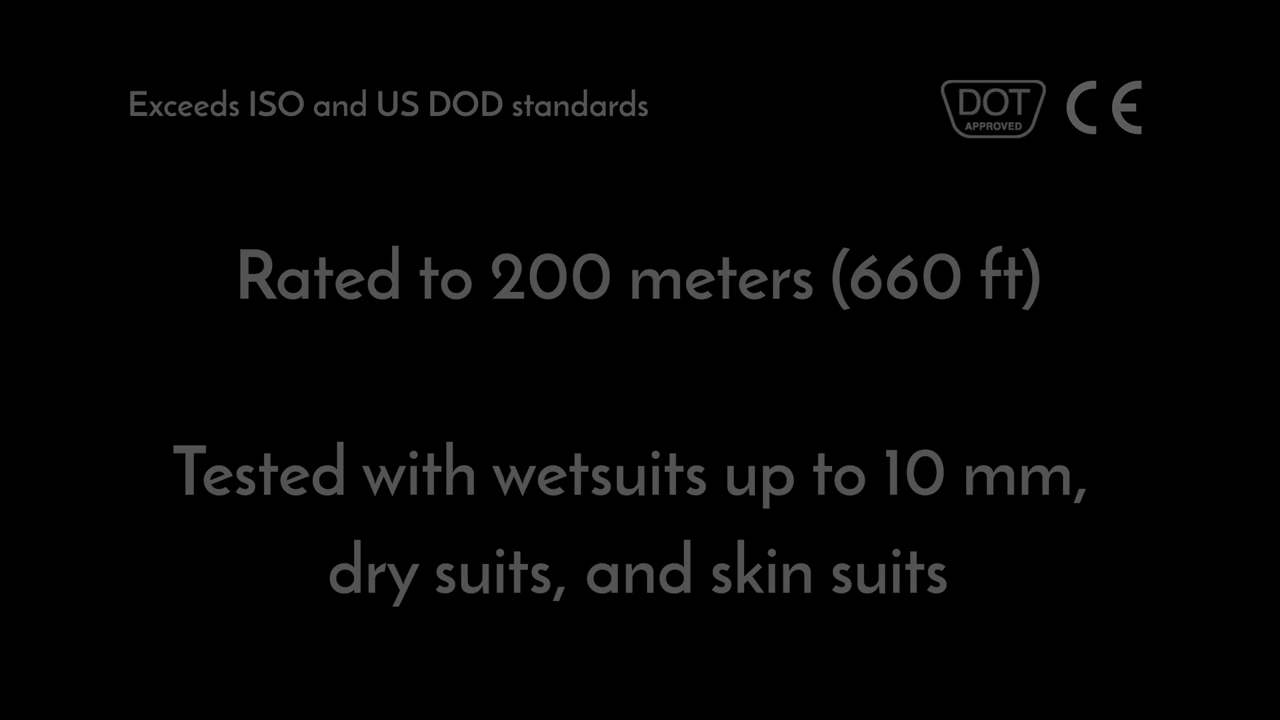 Exceeds ISO and US DOD standards
DOT
APPROVED
CE
Rated to 200 meters (660 ft)
Tested with wetsuits up to 10 mm,
dry suits, and skin suits